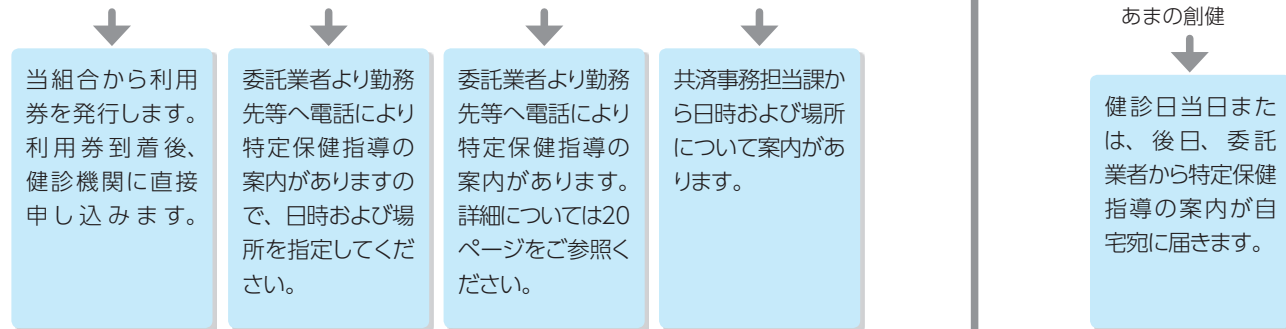 当組合から利用
券を発行します。
利用券到着後、
健診機関に直接
申し込みます。
委託業者より勤務
先等へ電話により
特定保健指導の
案内がありますの
で、日時および場
所を指定してくだ
さい。
委託業者より勤務
先等へ電話により
特定保健指導の
案内があります。
詳細については20
ページをご参照く
ださい。
共済事務担当課か
ら日時および場所
について案内があ
ります。
あまの創健
健診日当日また
は、後日、委託
業者から特定保健
指導の案内が自
宅宛に届きます。